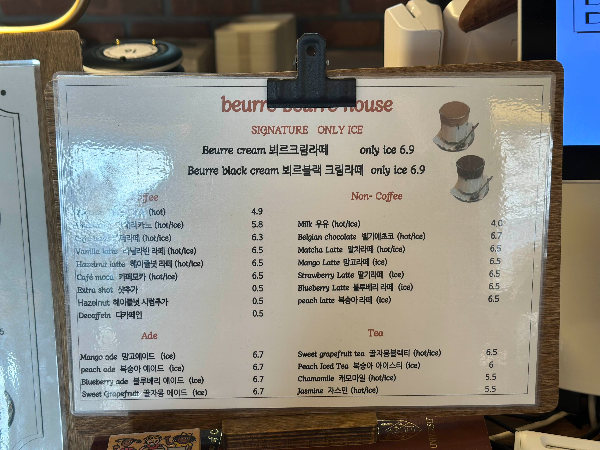 beurre beurre house
SIGNATURE ONLY ICE
Beurre cream 뵈르크림라떼 only ice 6.9
Beurre black cream 뵈르블랙 크림라떼 only ice 6.9
(hot) 4.9
(hot/ice) 5.8
(hot/ice) 6.3
Vanilla latte 바닐라빈 라떼 (hot/ice) 6.5
Hazelnut latte 헤이즐넛 라떼 (hot/ice) 6.5
Café moca 카페모카 (hot/ice) 6.5
Extra shot 샷추가 0.5
Hazelnut 헤이즐넛 시럽추가 0.5
Decaffein 디카페인 0.5
Non- Coffee
Milk 우유 (hot/ice) 4.0
Belgian chocolate (hot/ice) 6.7
Matcha Latte 말차라떼 (hot/ice) 6.5
Mango Latte 망고라떼 (ice) 6.5
Strawberry Latte 딸기라떼 (ice) 6.5
Blueberry Latte 블루베리 라떼 (ice) 6.5
peach latte 복숭아 라떼 (ice) 6.5
Ade
Mango ade 망고에이드 (ice) 6.7
peach ade 복숭아 에이드 (ice) 6.7
Blueberry ade 블루베리 에이드 (ice) 6.7
Sweet Grapefruit 꿀자몽 에이드 (ice) 6.7
Tea
Sweet grapefruit tea 꿀자몽블랙티 (hot/ice) 6.5
Peach Iced Tea 복숭아 아이스티 (ice) 6
Chamomile 캐모마일 (hot/ice) 5.5
Jasmine 자스민 (hot/ice) 5.5